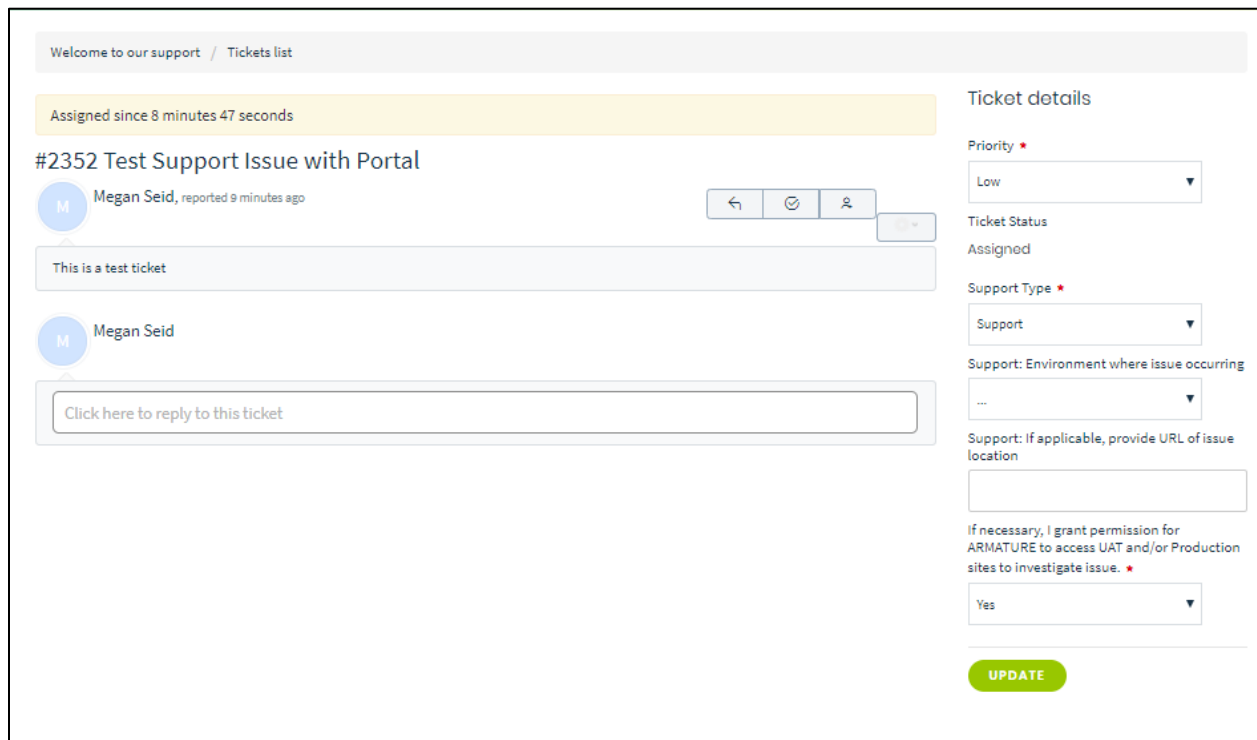 Welcome to our support / Tickets list
Assigned since 8 minutes 47 seconds
#2352 Test Support Issue with Portal
M
Megan Seid, reported 9 minutes ago
This is a test ticket
M
Megan Seid
Click here to reply to this ticket
Ticket details
Priority ★
Low
Ticket Status
Assigned
Support Type ★
Support
Support: Environment where issue occurring
...
Support: If applicable, provide URL of issue
location
If necessary, I grant permission for
ARMATURE to access UAT and/or Production
sites to investigate issue. ★
Yes
UPDATE